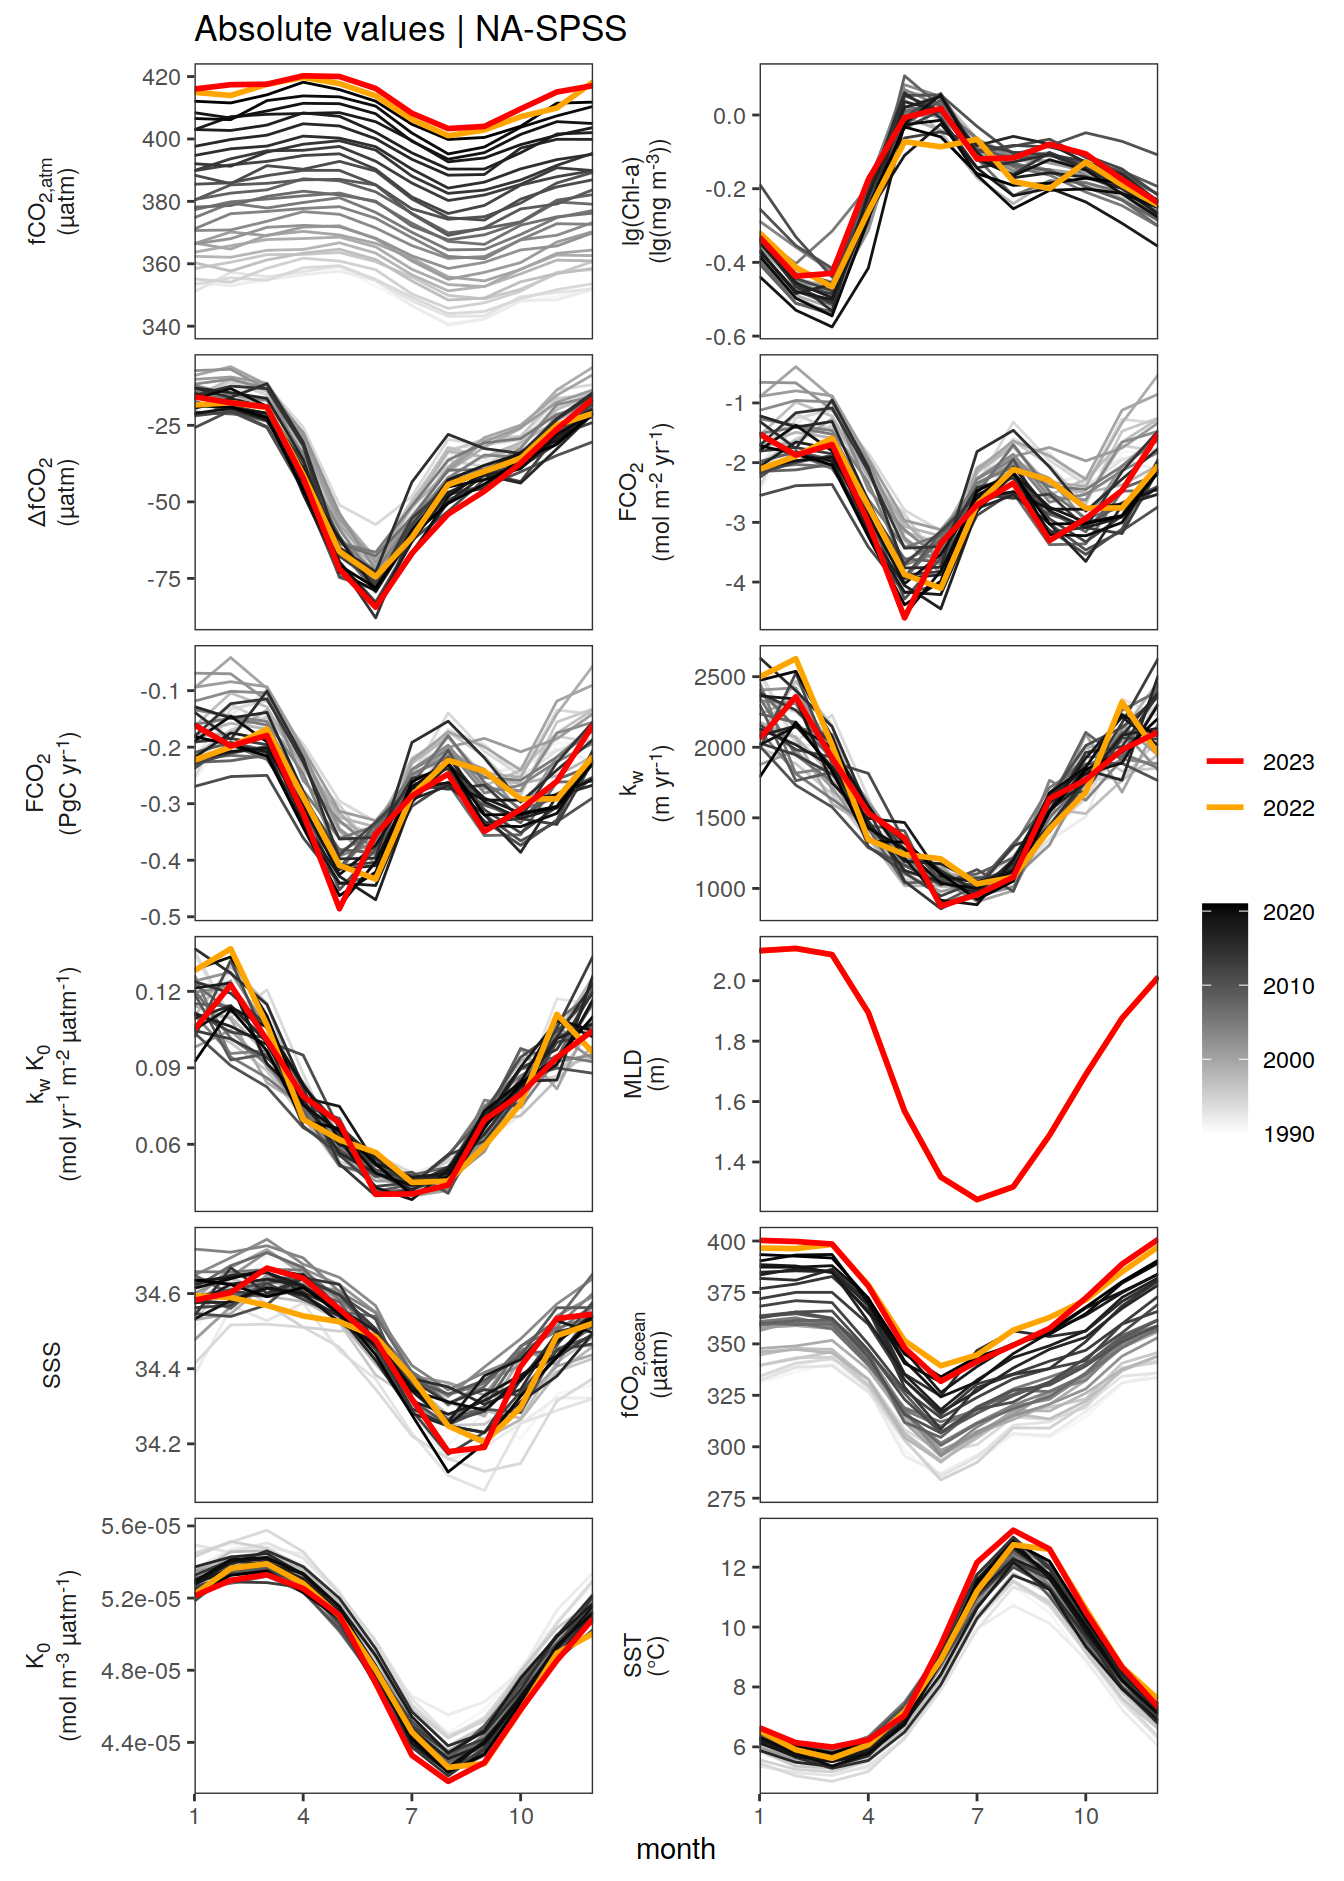 Absolute values | NA-SPSS
fCO2,atm
(µatm)
420
400
380
360
340
lg(Chl-a)
(lg(mg m-3))
0.0
-0.2
-0.4
-0.6
ΔfCO2
(µatm)
-25
-50
-75
FCO2
(mol m-2 yr-1)
-1
-2
-3
-4
FCO2
(PgC yr-1)
-0.1
-0.2
-0.3
-0.4
-0.5
kw
(m yr-1)
2500
2000
1500
1000
2023
2022
kw K0
(mol yr-1 m-2 µatm-1)
0.12
0.09
0.06
MLD
(m)
2.0
1.8
1.6
1.4
2020
2010
2000
1990
SSS
34.6
34.4
34.2
fCO2,ocean
(µatm)
400
375
350
325
300
275
K0
(mol m-3 µatm-1)
5.6e-05
5.2e-05
4.8e-05
4.4e-05
SST
(°C)
12
10
8
6
1 4 7 10
1 4 7 10
month